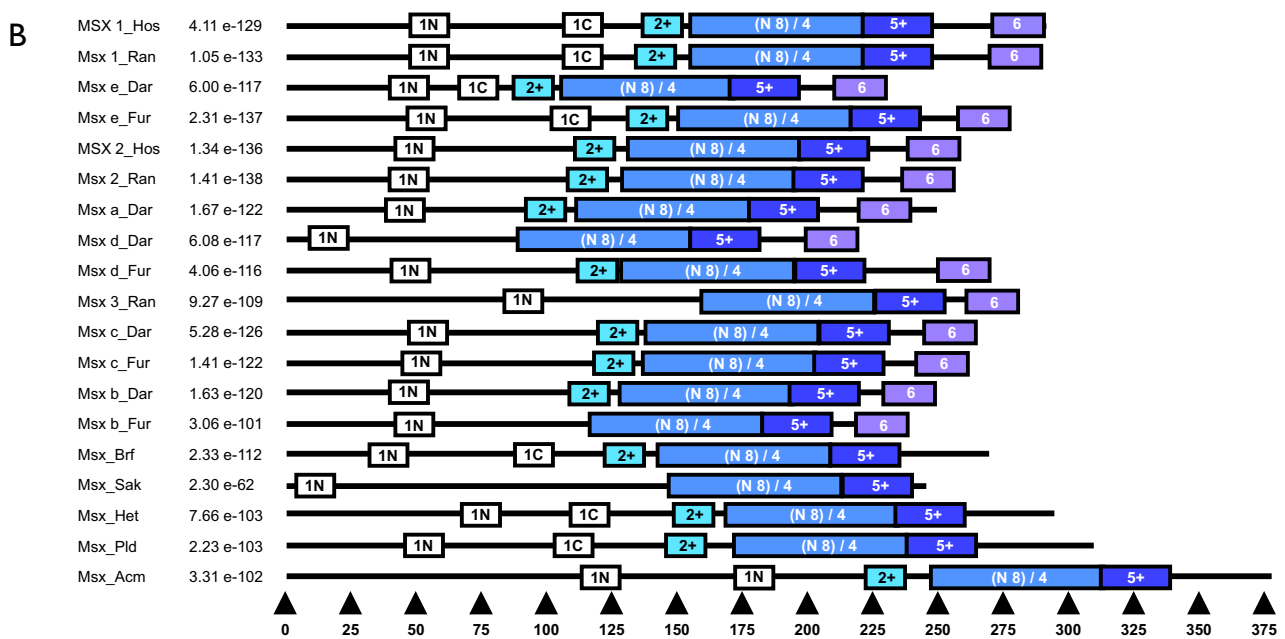 B
MSX 1_Hos 4.11 e-129 1N 1C 2+ (N 8) / 4 5+ 6
Msx 1_Ran 1.05 e-133 1N 1C 2+ (N 8) / 4 5+ 6
Msx e_Dar 6.00 e-117 1N 1C 2+ (N 8) / 4 5+ 6
Msx e_Fur 2.31 e-137 1N 1C 2+ (N 8) / 4 5+ 6
MSX 2_Hos 1.34 e-136 1N 2+ (N 8) / 4 5+ 6
Msx 2_Ran 1.41 e-138 1N 2+ (N 8) / 4 5+ 6
Msx a_Dar 1.67 e-122 1N 2+ (N 8) / 4 5+ 6
Msx d_Dar 6.08 e-117 1N (N 8) / 4 5+ 6
Msx d_Fur 4.06 e-116 1N 2+ (N 8) / 4 5+ 6
Msx 3_Ran 9.27 e-109 1N (N 8) / 4 5+ 6
Msx c_Dar 5.28 e-126 1N 2+ (N 8) / 4 5+ 6
Msx c_Fur 1.41 e-122 1N 2+ (N 8) / 4 5+ 6
Msx b_Dar 1.63 e-120 1N 2+ (N 8) / 4 5+ 6
Msx b_Fur 3.06 e-101 1N (N 8) / 4 5+ 6
Msx_Brf 2.33 e-112 1N 1C 2+ (N 8) / 4 5+
Msx_Sak 2.30 e-62 1N (N 8) / 4 5+
Msx_Het 7.66 e-103 1N 1C 2+ (N 8) / 4 5+
Msx_Pld 2.23 e-103 1N 1C 2+ (N 8) / 4 5+
Msx_Acm 3.31 e-102 1N 1N 2+ (N 8) / 4 5+
0 25 50 75 100 125 150 175 200 225 250 275 300 325 350 375